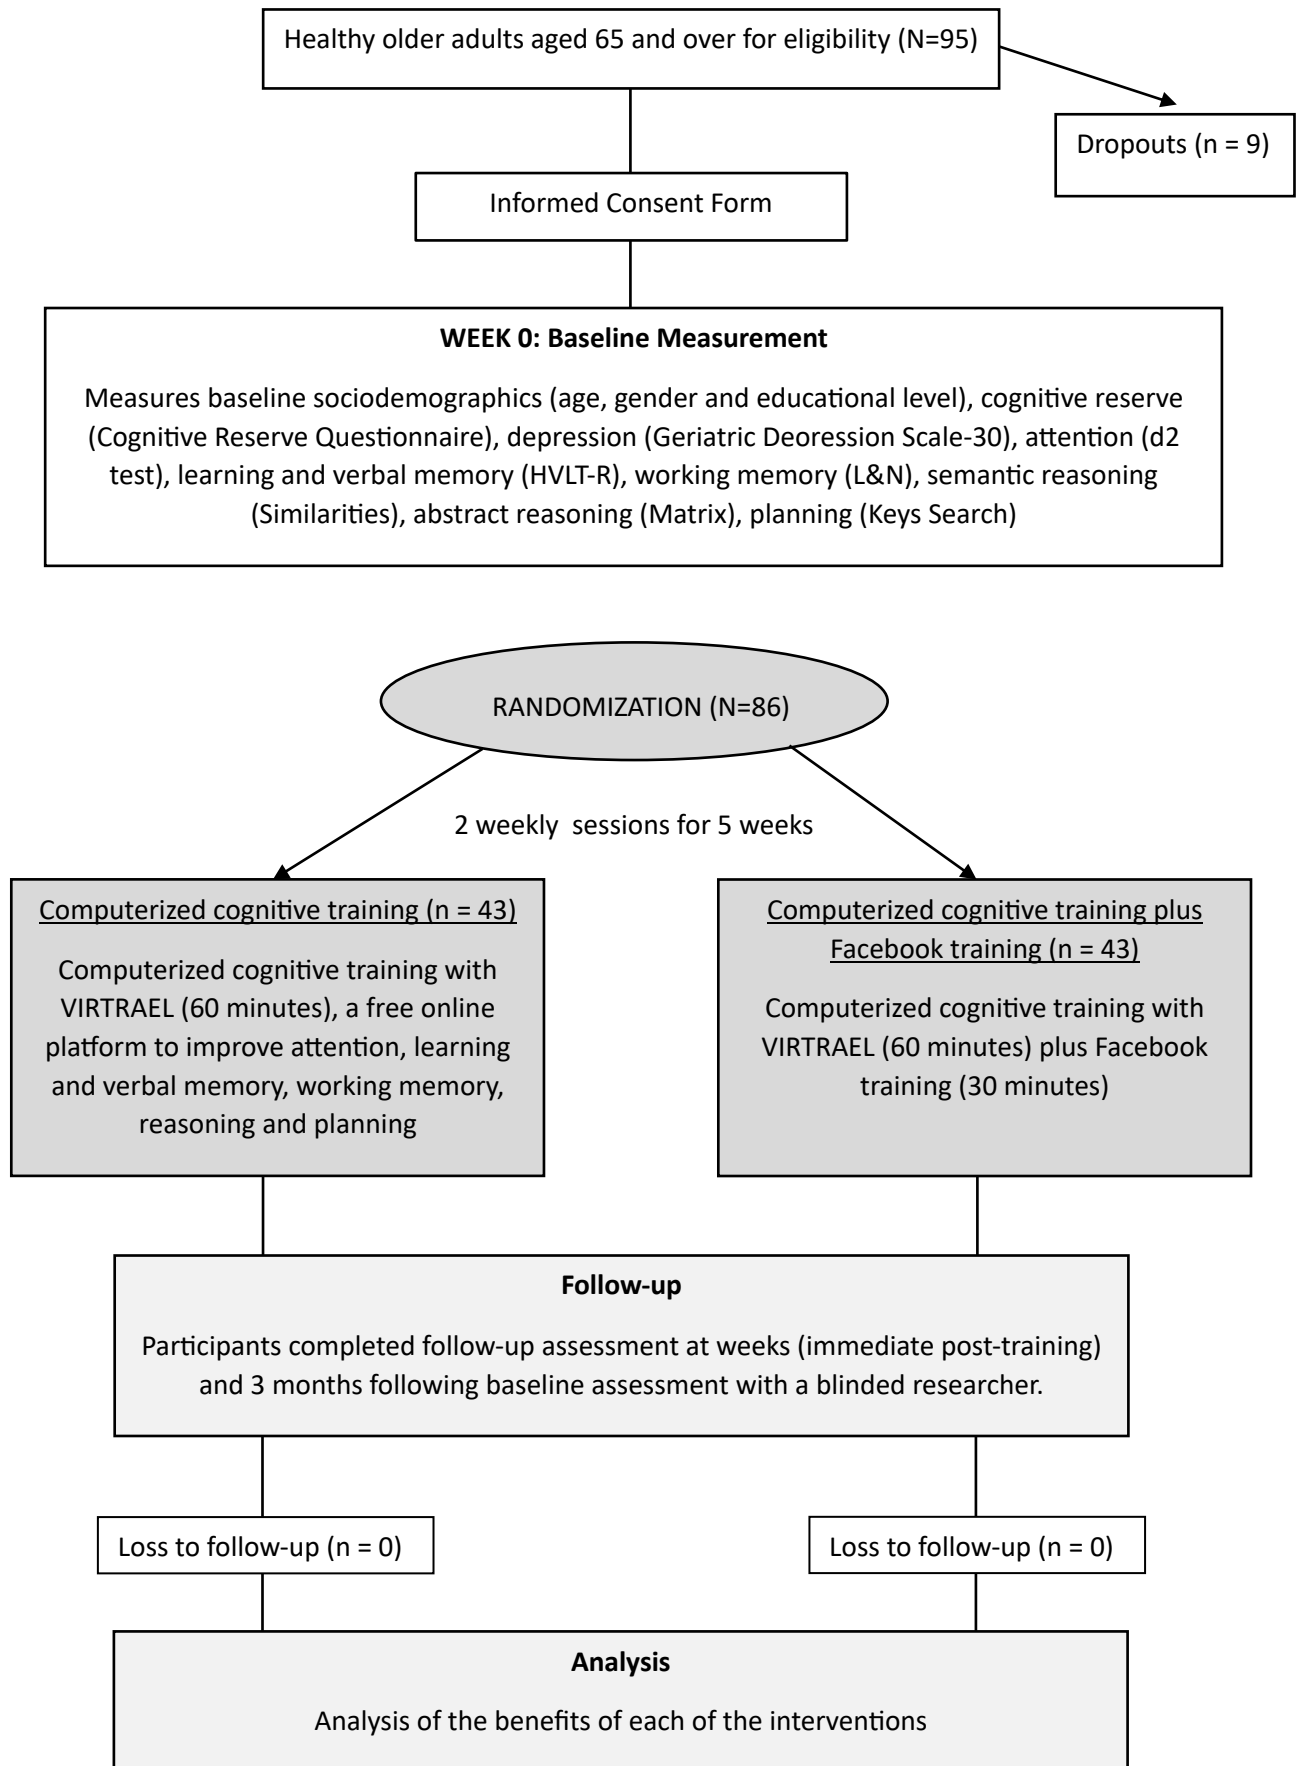 Healthy older adults aged 65 and over for eligibility (N=95)
Dropouts (n = 9)
Informed Consent Form
WEEK 0: Baseline Measurement
Measures baseline sociodemographics (age, gender and educational level), cognitive reserve
(Cognitive Reserve Questionnaire), depression (Geriatric Deoression Scale-30), attention (d2
test), learning and verbal memory (HVLT-R), working memory (L&N), semantic reasoning
(Similarities), abstract reasoning (Matrix), planning (Keys Search)
RANDOMIZATION (N=86)
2 weekly sessions for 5 weeks
Computerized cognitive training (n = 43)
Computerized cognitive training with
VIRTRAEL (60 minutes), a free online
platform to improve attention, learning
and verbal memory, working memory,
reasoning and planning
Computerized cognitive training plus
Facebook training (n = 43)
Computerized cognitive training with
VIRTRAEL (60 minutes) plus Facebook
training (30 minutes)
Follow-up
Participants completed follow-up assessment at weeks (immediate post-training)
and 3 months following baseline assessment with a blinded researcher.
Loss to follow-up (n = 0)
Loss to follow-up (n = 0)
Analysis
Analysis of the benefits of each of the interventions